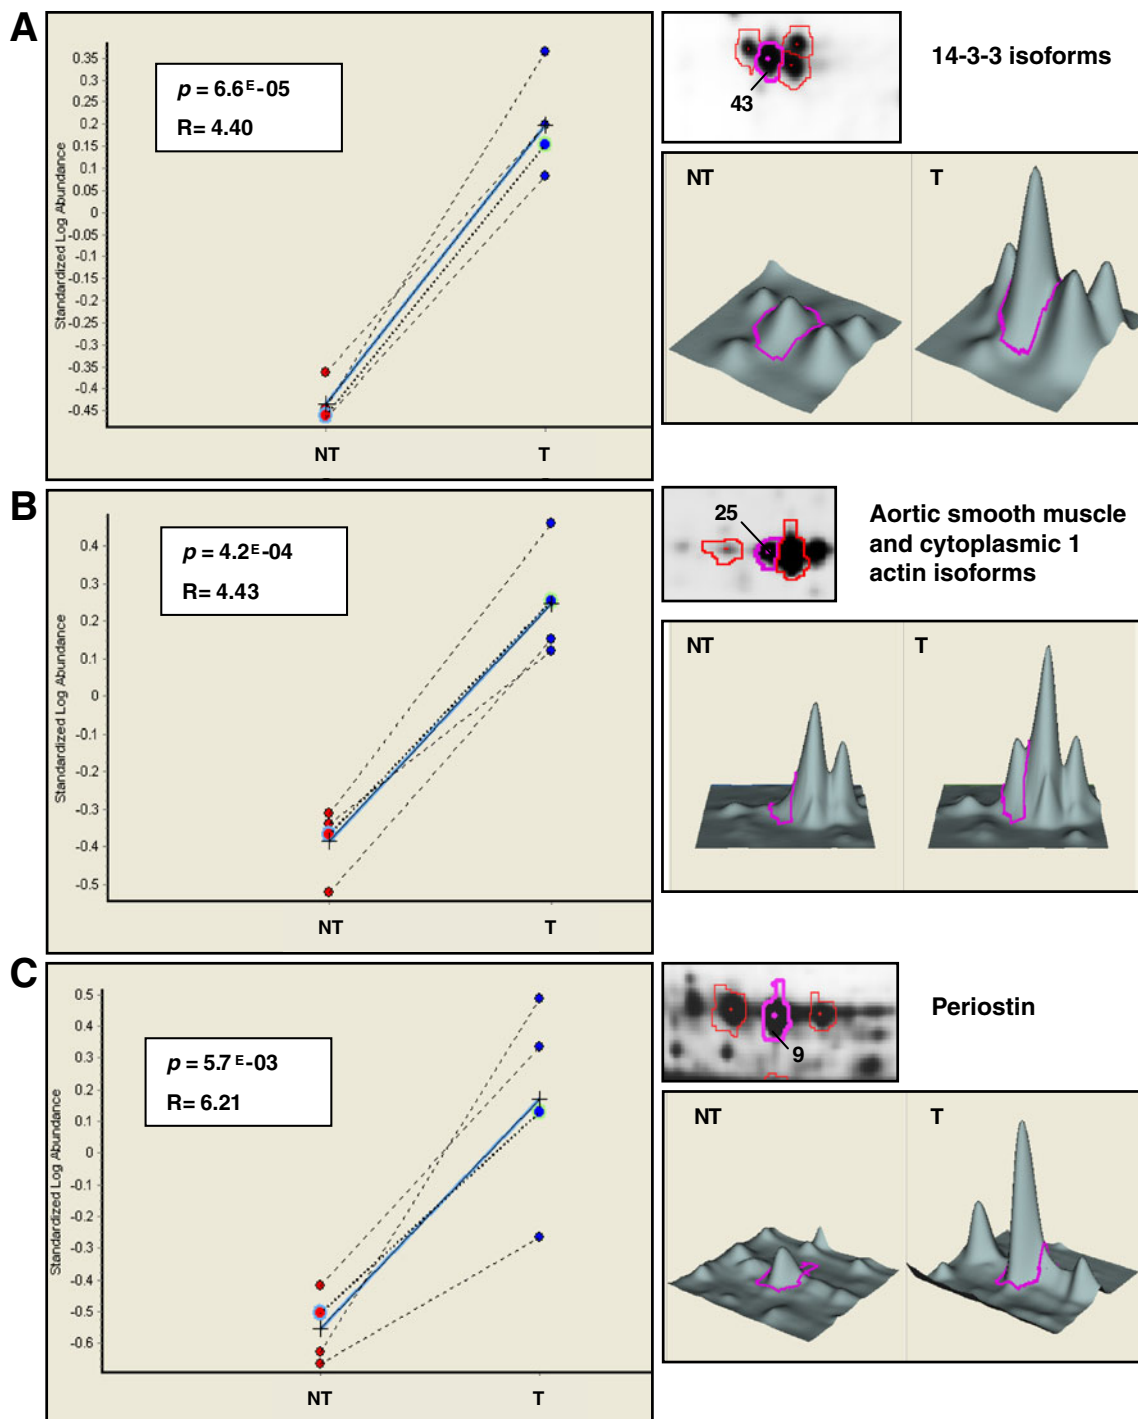 A
Standardized Log Abundance
0.35
0.3
0.25
0.2
0.15
0.1
0.05
0
-0.05
-0.1
-0.15
-0.2
-0.25
-0.3
-0.35
-0.4
-0.45
p = 6.6E-05
R= 4.40
NT
T
43
14-3-3 isoforms
NT
T
B
Standardized Log Abundance
0.4
0.3
0.2
0.1
0
-0.1
-0.2
-0.3
-0.4
-0.5
p = 4.2E-04
R= 4.43
NT
T
25
Aortic smooth muscle
and cytoplasmic 1
actin isoforms
NT
T
C
Standardized Log Abundance
0.5
0.4
0.3
0.2
0.1
0
-0.1
-0.2
-0.3
-0.4
-0.5
-0.6
p = 5.7 E-03
R= 6.21
NT
T
9
Periostin
NT
T